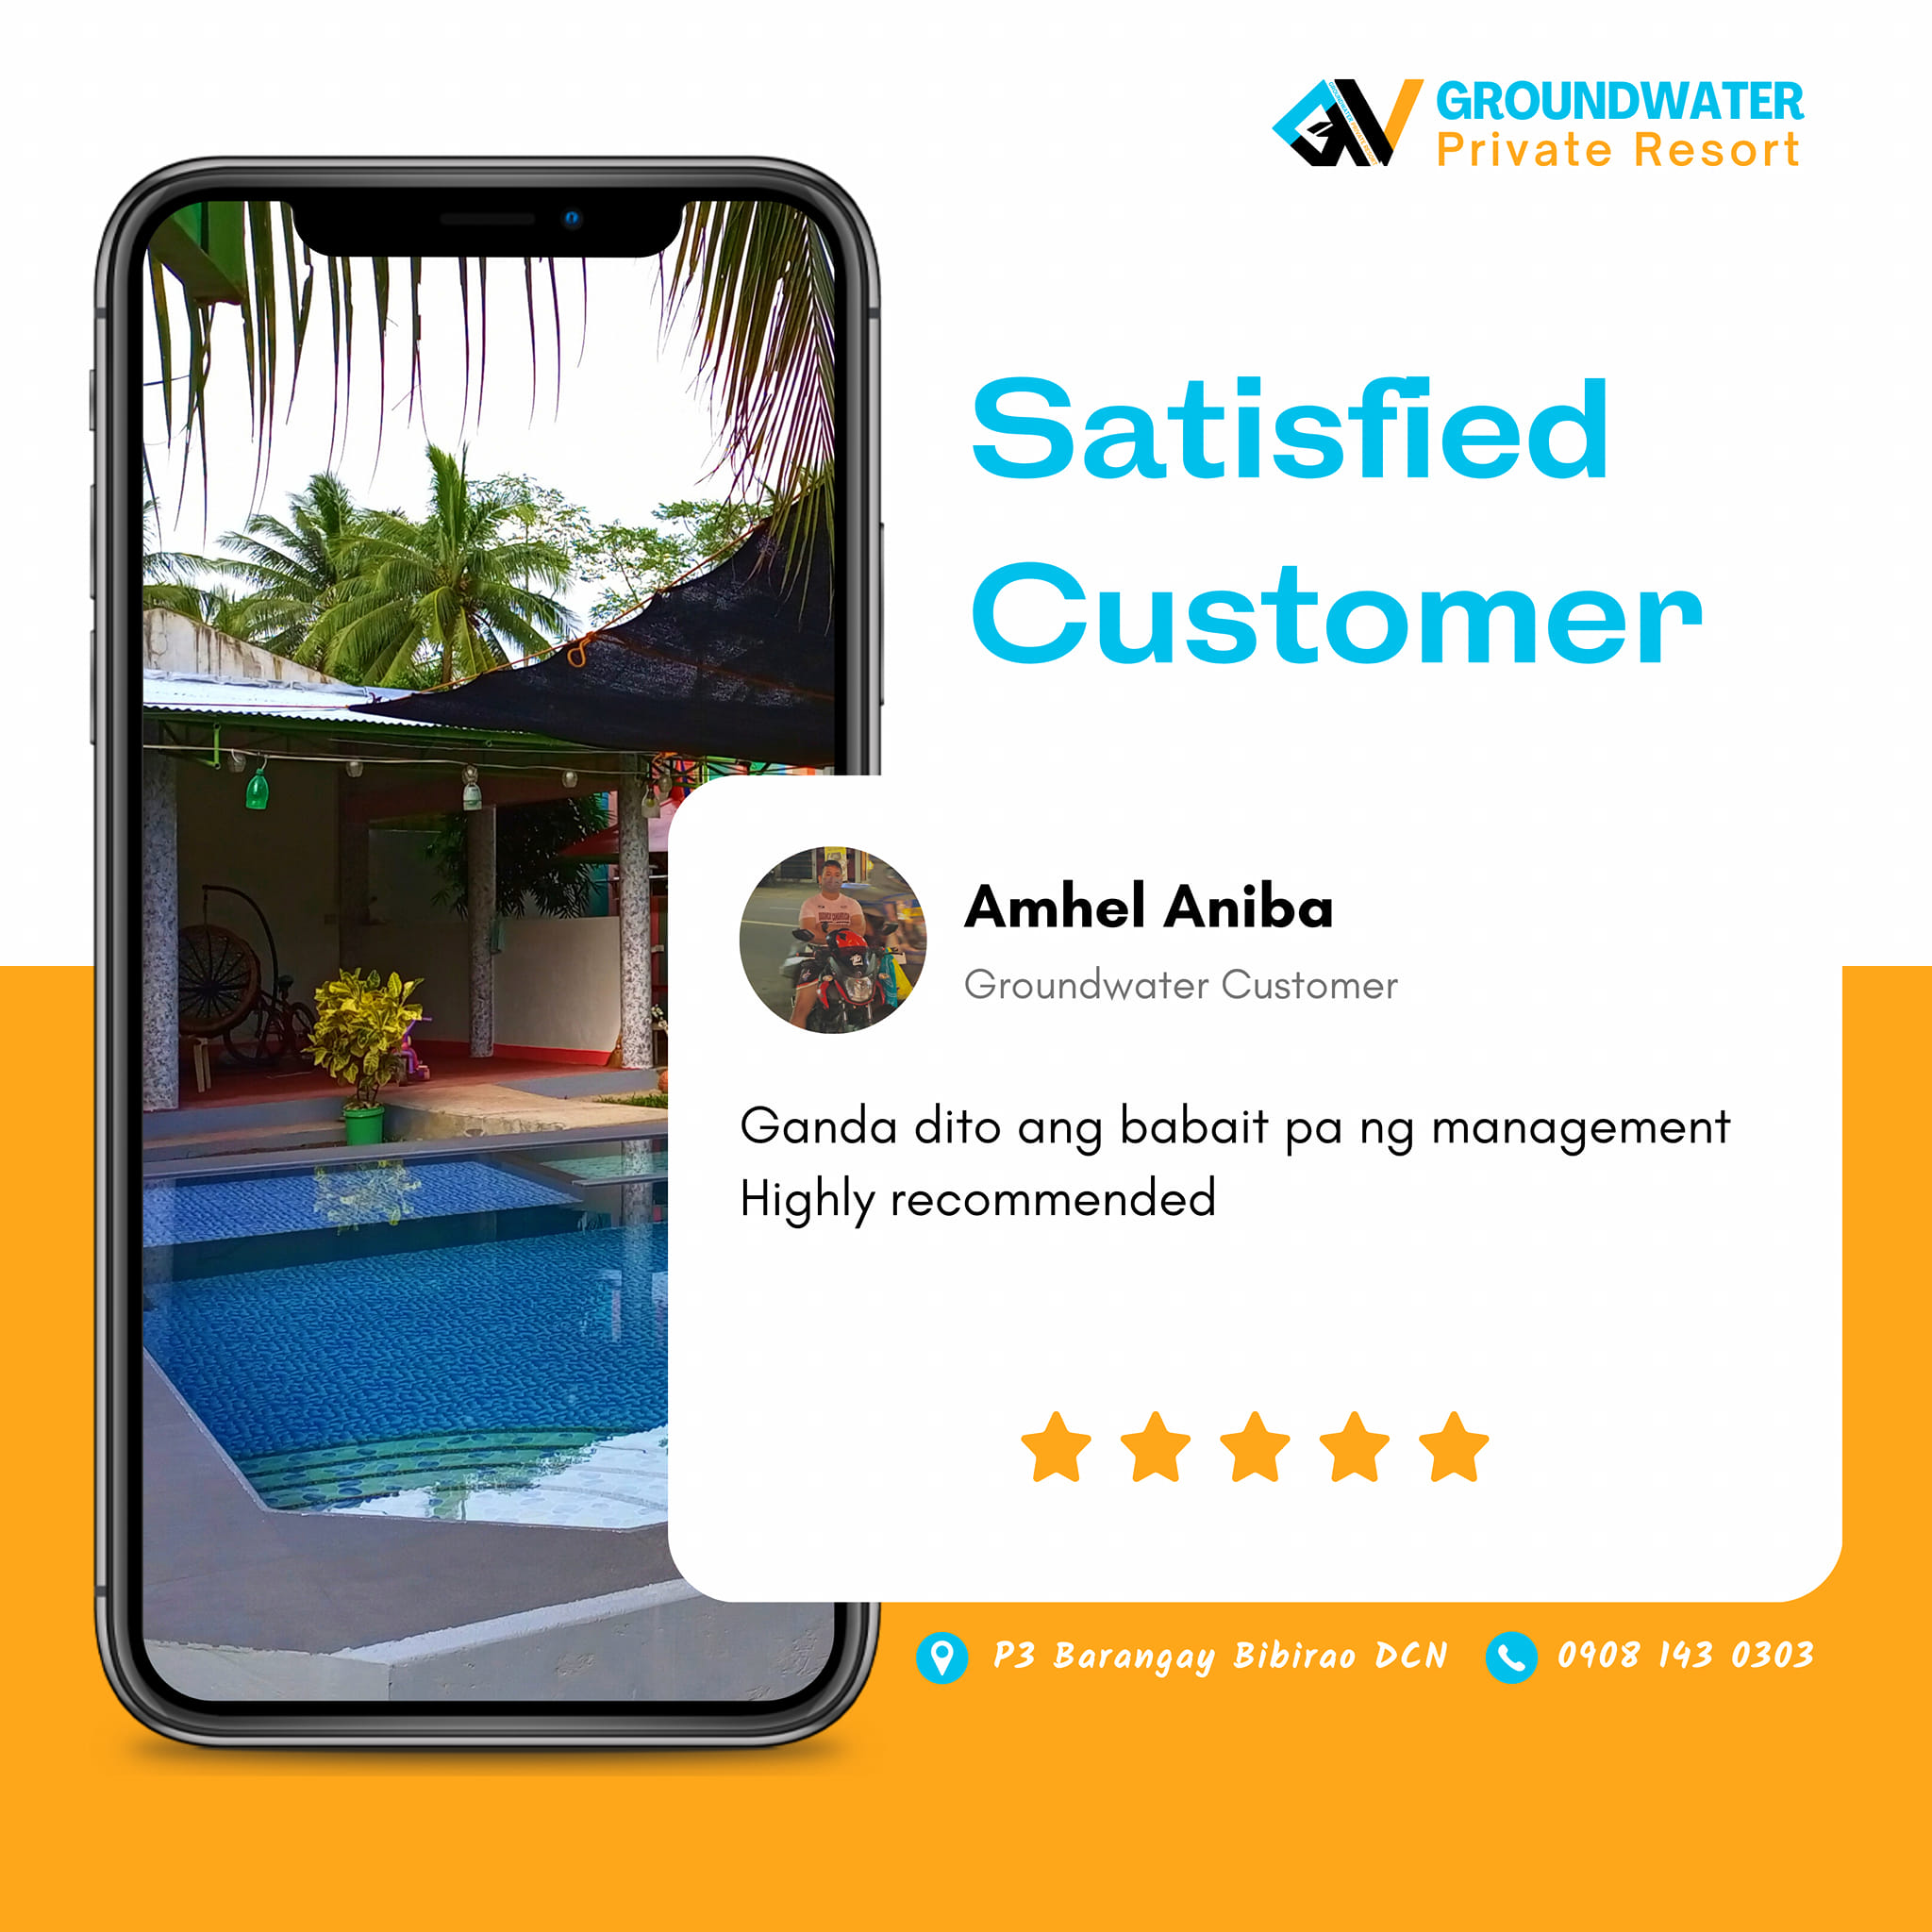 GROUNDWATER
Private Resort
Satisfied
Customer
Amhel Aniba
Groundwater Customer
Ganda dito ang babait pa ng management
Highly recommended
P3 Barangay Bibirao DCN
0908 143 0303